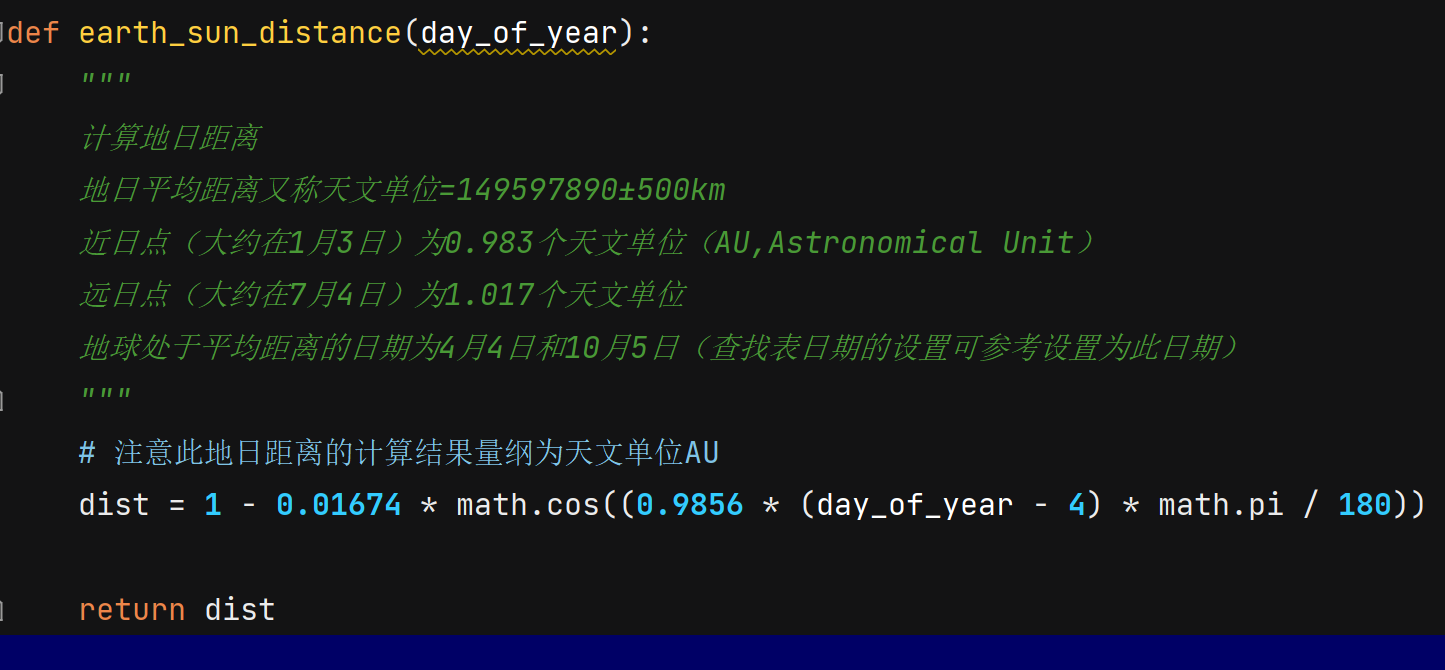 def earth_sun_distance(day_of_year):
"""
计算地日距离
地日平均距离又称天文单位=149597890±500km
近日点（大约在1月3日）为0.983个天文单位（AU,Astronomical Unit）
远日点（大约在7月4日）为1.017个天文单位
地球处于平均距离的日期为4月4日和10月5日（查找表日期的设置可参考设置为此日期）
"""
# 注意此地日距离的计算结果量纲为天文单位AU
dist = 1 - 0.01674 * math.cos((0.9856 * (day_of_year - 4) * math.pi / 180))
return dist